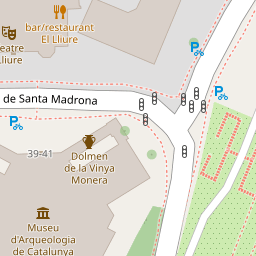 bar/restaurant
El Lliure
Lliure
de Santa Madrona
39-41
Dolmen
de la Vinya
Monera
Museu
d'Arqueologia
de Catalunya